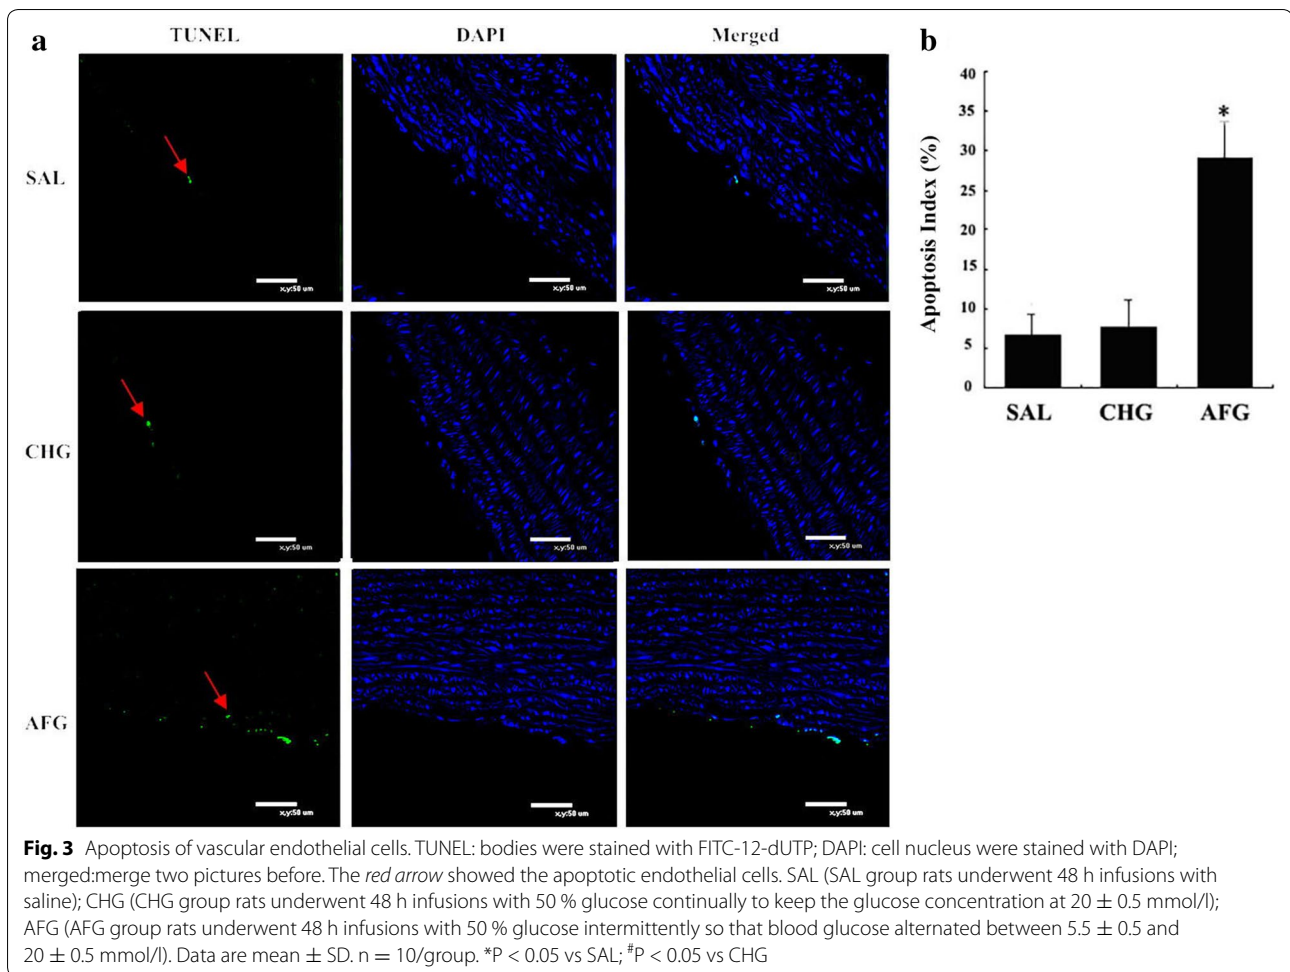 a
TUNEL DAPI Merged
SAL
x,y:50 um x,y:50 um x,y:50 um
CHG
x,y:50 um x,y:50 um x,y:50 um
AFG
x,y:50 um x,y:50 um x,y:50 um
b
Apoptosis Index (%)
40
35
30
25
20
15
10
5
0
*
SAL CHG AFG
Fig. 3 Apoptosis of vascular endothelial cells. TUNEL: bodies were stained with FITC-12-dUTP; DAPI: cell nucleus were stained with DAPI;
merged:merge two pictures before. The red arrow showed the apoptotic endothelial cells. SAL (SAL group rats underwent 48 h infusions with
saline); CHG (CHG group rats underwent 48 h infusions with 50 % glucose continually to keep the glucose concentration at 20 ± 0.5 mmol/l);
AFG (AFG group rats underwent 48 h infusions with 50 % glucose intermittently so that blood glucose alternated between 5.5 ± 0.5 and
20 ± 0.5 mmol/l). Data are mean ± SD. n = 10/group. *P < 0.05 vs SAL; #P < 0.05 vs CHG